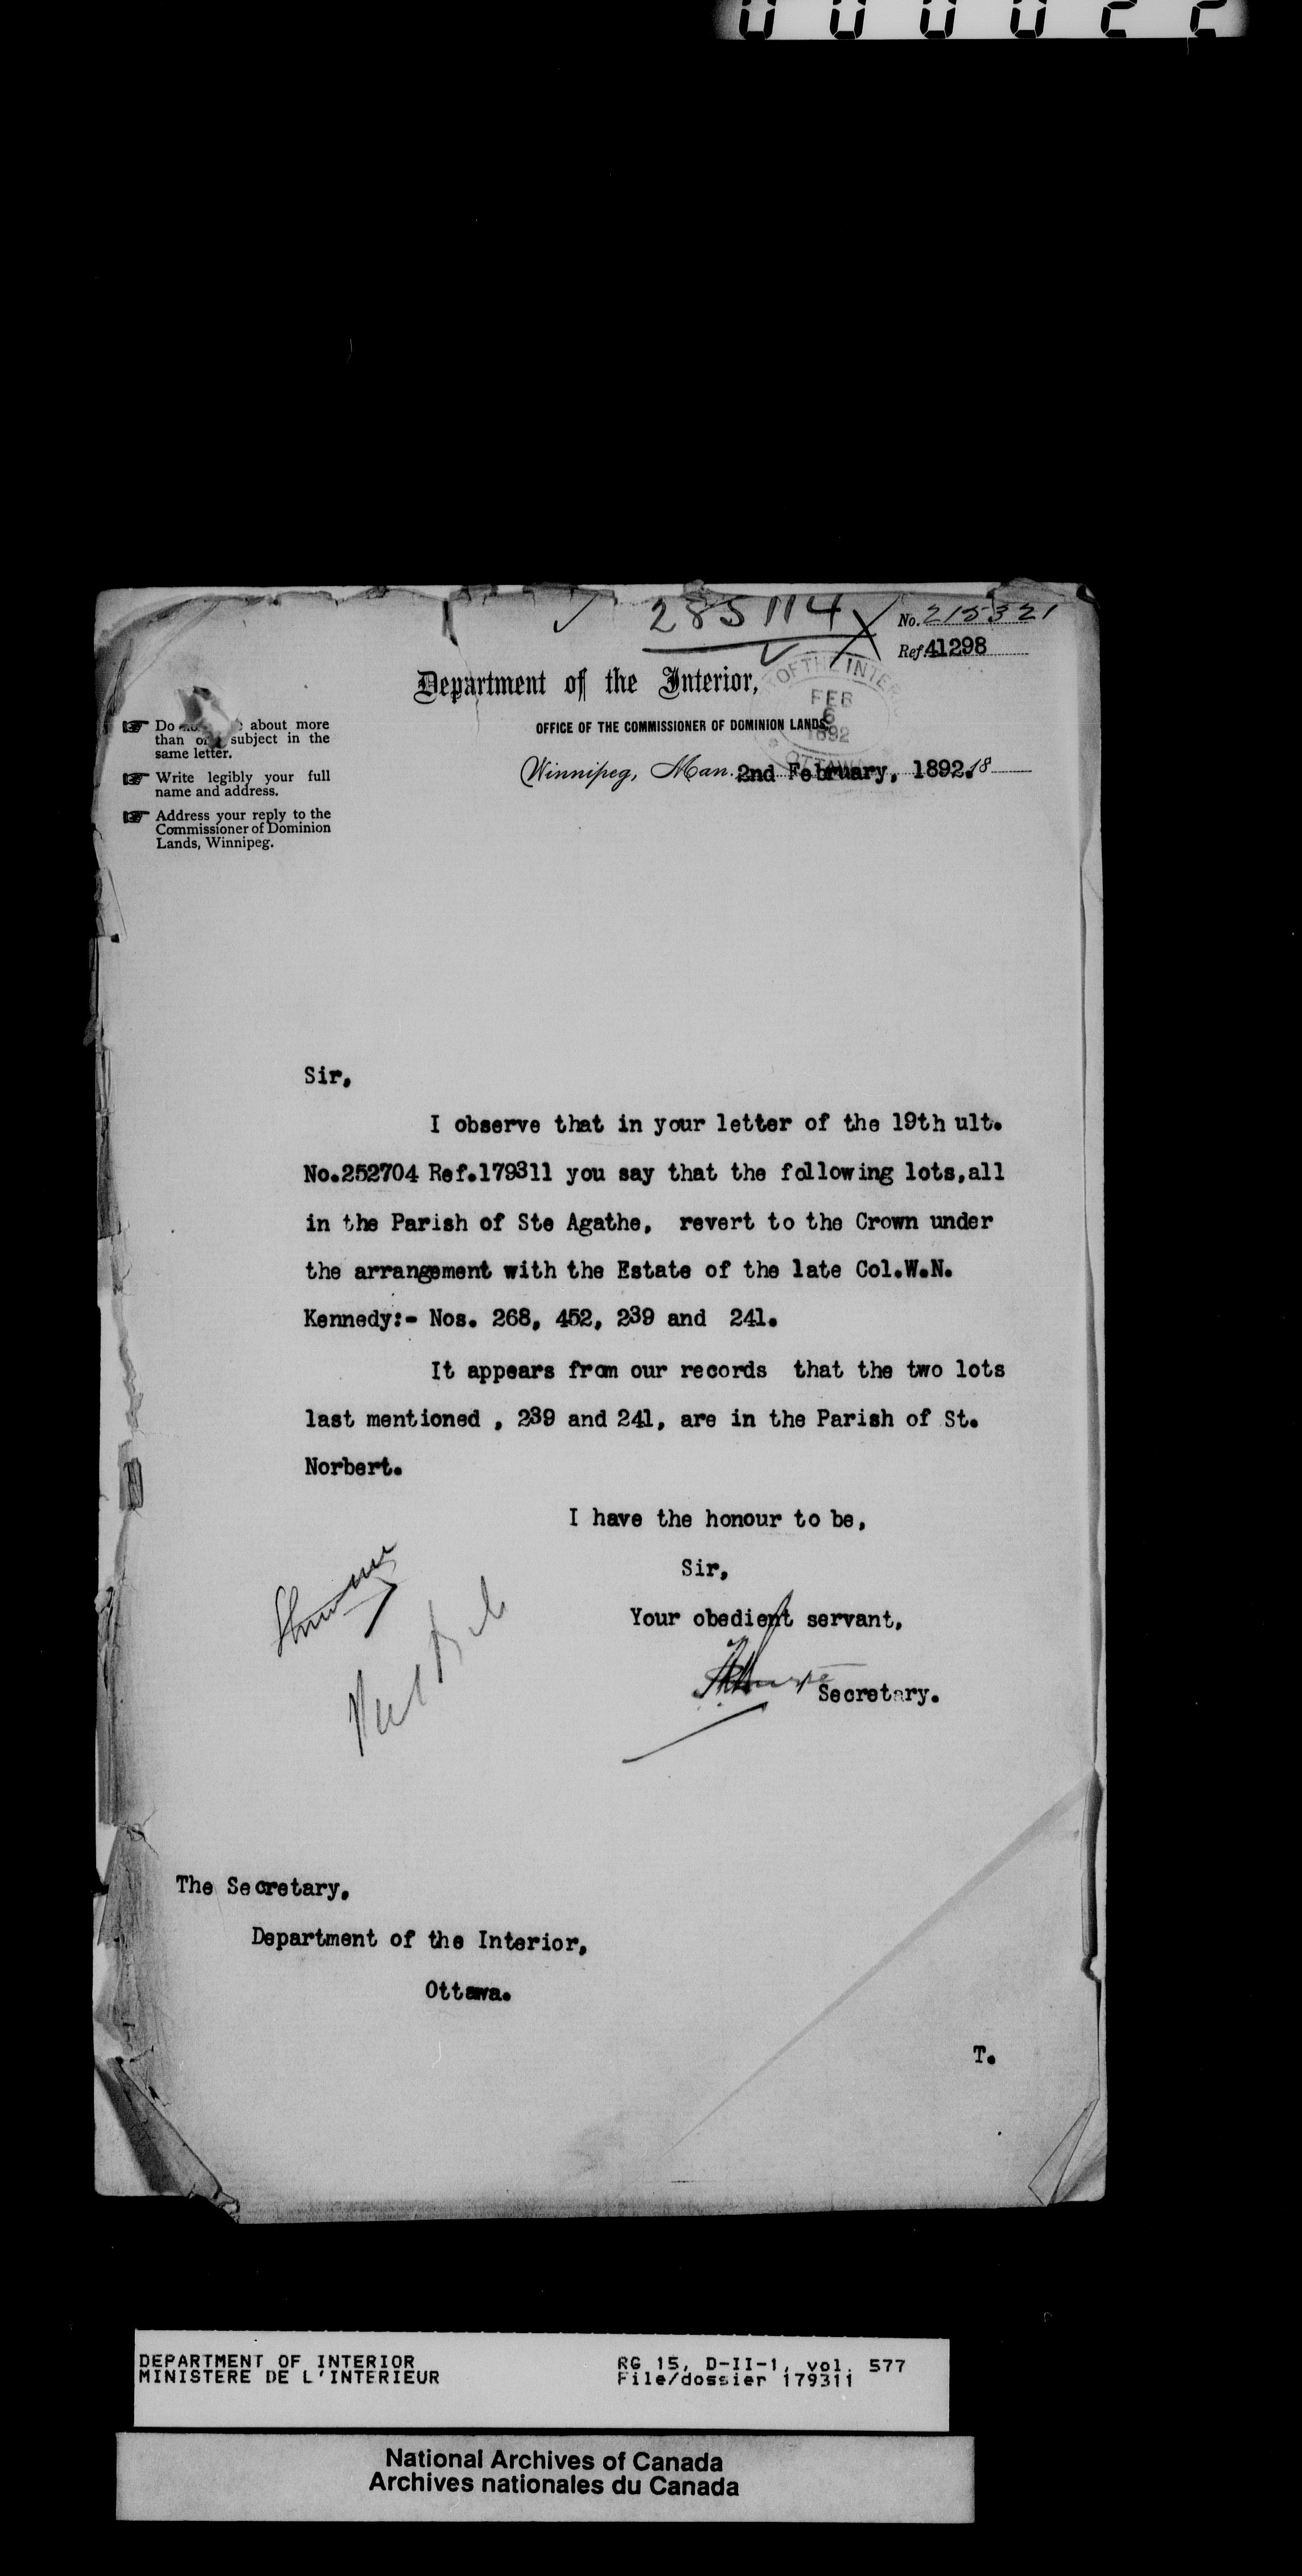 000022
285114
No. 215321
Ref 41298
Department of the Interior,
OFFICE OF THE COMMISSIONER OF DOMINION LANDS.
OF THE INTER
FEB
6
1892
OTTAWA
Winnipeg, Man. 2nd February, 1892. 18
Do about more
than one subject in the
same letter.
Write legibly your full
name and address.
Address your reply to the
Commissioner of Dominion
Lands, Winnipeg.
Sir,
I observe that in your letter of the 19th ult.
No.252704 Ref.179311 you say that the following lots,all
in the Parish of Ste Agathe, revert to the Crown under
the arrangement with the Estate of the late Col.W.N.
Kennedy:- Nos. 268, 452, 239 and 241.
It appears from our records that the two lots
last mentioned , 239 and 241, are in the Parish of St.
Norbert.
I have the honour to be,
Sir,
Your obedient servant,
Secretary.
The Secretary,
Department of the Interior,
Ottawa.
T.
DEPARTMENT OF INTERIOR
MINISTERE DE L'INTERIEUR
RG 15, D-II-1, vol. 577
File/dossier 179311
National Archives of Canada
Archives nationales du Canada